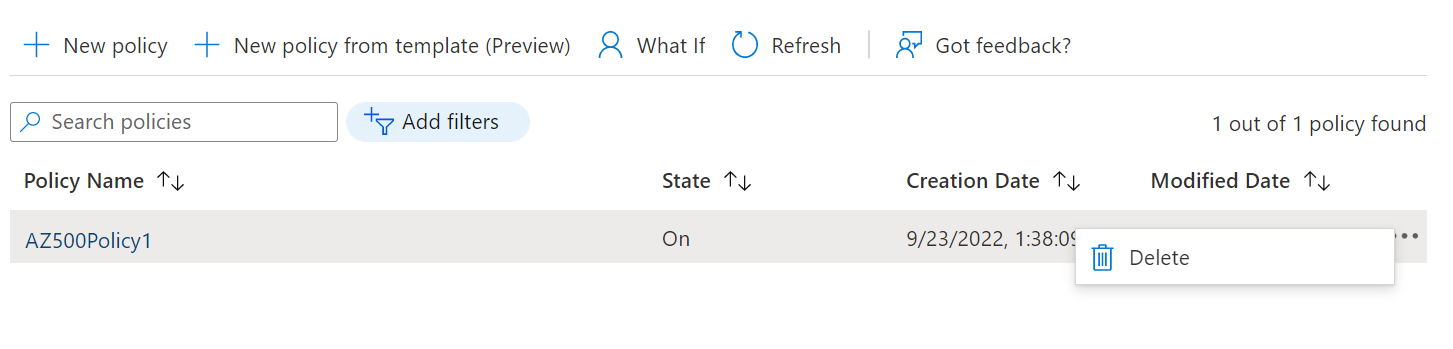 New policy New policy from template (Preview) What If Refresh Got feedback?
Search policies Add filters 1 out of 1 policy found
Policy Name State Creation Date Modified Date
AZ500Policy1 On 9/23/2022, 1:38:09
Delete